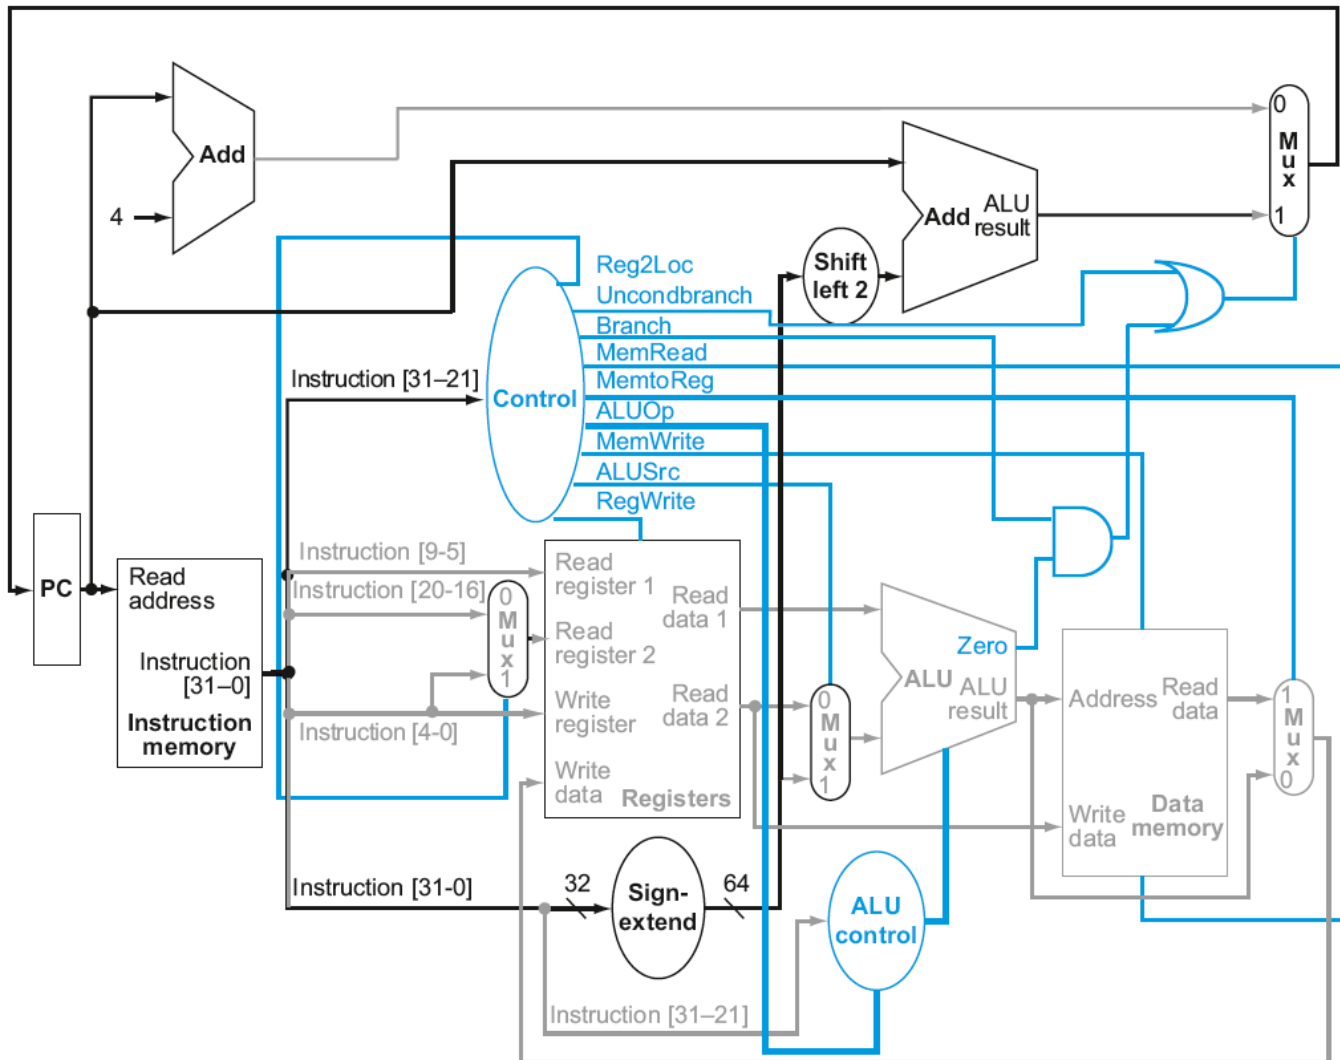 0
M
u
x
1
Add
4
Add
ALU
result
Shift
left 2
Reg2Loc
Uncondbranch
Branch
MemRead
MemtoReg
ALUOp
MemWrite
ALUSrc
RegWrite
Instruction [31–21]
Control
PC
Read
address
Instruction
[31–0]
Instruction
memory
Instruction [9-5]
Instruction [20-16]
Instruction [4-0]
0
M
u
x
1
Read
register 1
Read
register 2
Write
register
Write
data
Read
data 1
Read
data 2
Registers
0
M
u
x
1
Zero
ALU
ALU
result
Address
Read
data
Write
data
Data
memory
1
M
u
x
0
Instruction [31-0]
32
Sign-
extend
64
ALU
control
Instruction [31–21]